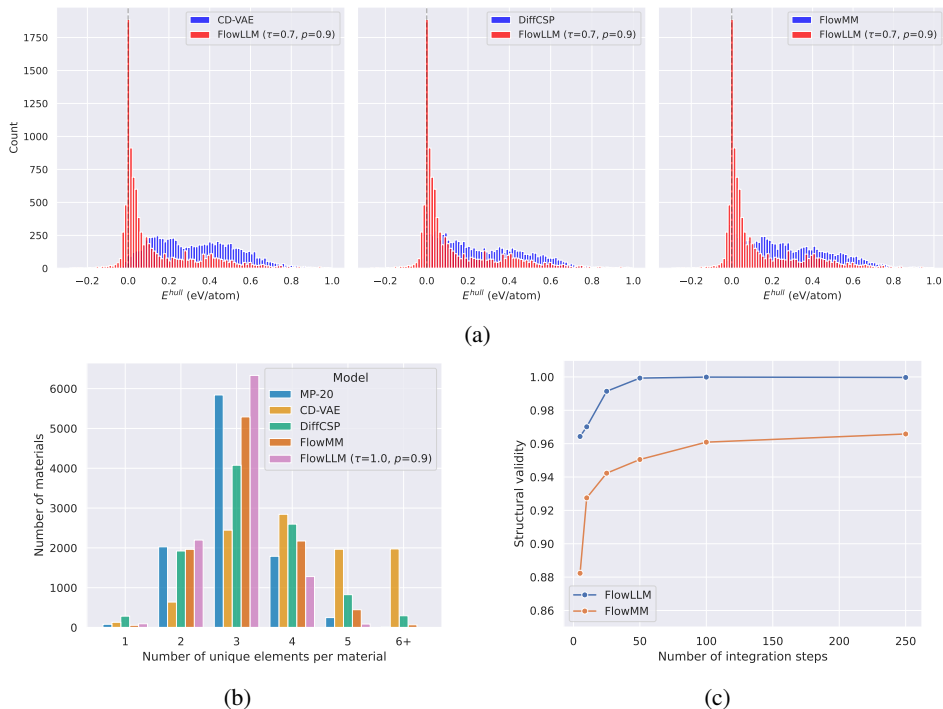 CD-VAE
FlowLLM (τ=0.7, p=0.9)
DiffCSP
FlowLLM (τ=0.7, p=0.9)
FlowMM
FlowLLM (τ=0.7, p=0.9)
Count
1750
1500
1250
1000
750
500
250
0
−0.2 0.0 0.2 0.4 0.6 0.8 1.0
−0.2 0.0 0.2 0.4 0.6 0.8 1.0
−0.2 0.0 0.2 0.4 0.6 0.8 1.0
E^hull (eV/atom)
E^hull (eV/atom)
E^hull (eV/atom)
(a)
Number of materials
6000
5000
4000
3000
2000
1000
0
Model
MP-20
CD-VAE
DiffCSP
FlowMM
FlowLLM (τ=1.0, p=0.9)
1 2 3 4 5 6+
Number of unique elements per material
(b)
Structural validity
1.00
0.98
0.96
0.94
0.92
0.90
0.88
0.86
FlowLLM
FlowMM
0 50 100 150 200 250
Number of integration steps
(c)